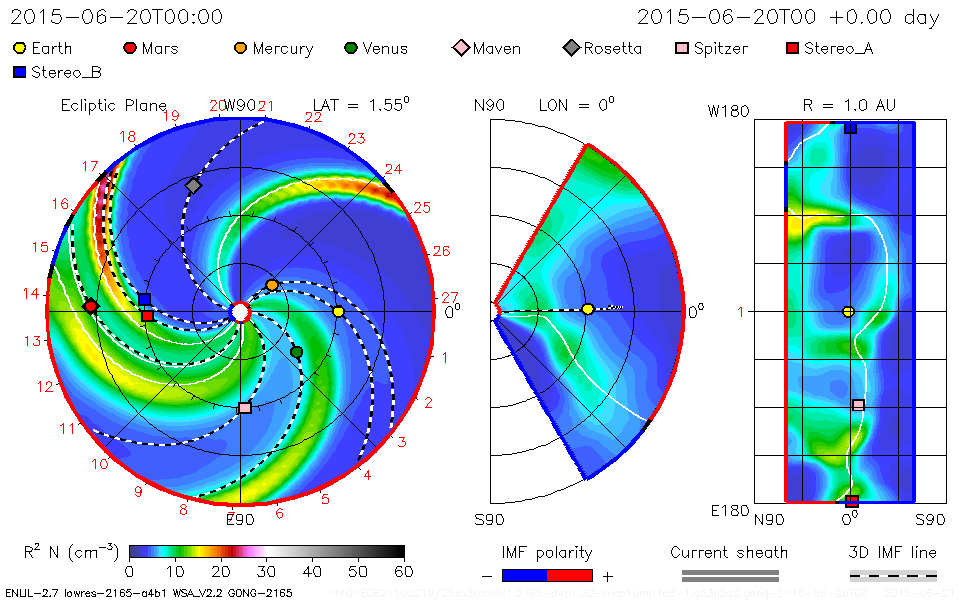 2015-06-20T00:00 2015-06-20T00 +0.00 day
Earth Mars Mercury Venus Maven Rosetta Spitzer Stereo_A
Stereo_B
Ecliptic Plane W90 LAT = 1.55° N90 LON = 0° W180 R = 1.0 AU
20 21
19 22
18 23
17 24
16 25
15 26
14 27 0° 0° 1
13 1
12 2
11 3
10 4
9 5
8 7 6
E90 S90 E180 N90 0° S90
R² N (cm⁻³) IMF polarity Current sheath 3D IMF line
0 10 20 30 40 50 60 − +
ENLIL-2.7 lowres-2165-a4b1 WSA_V2.2 GONG-2165